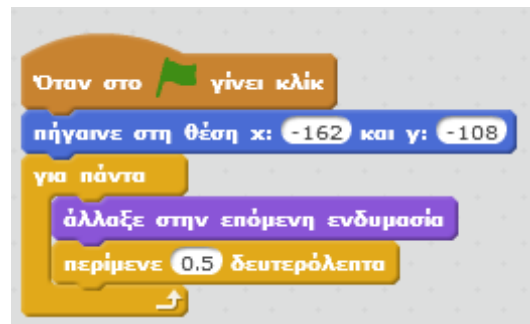 Όταν στο γίνει κλίκ
πήγαινε στη θέση x: -162 και y: -108
για πάντα
άλλαξε στην επόμενη ενδυμασία
περίμενε 0.5 δευτερόλεπτα